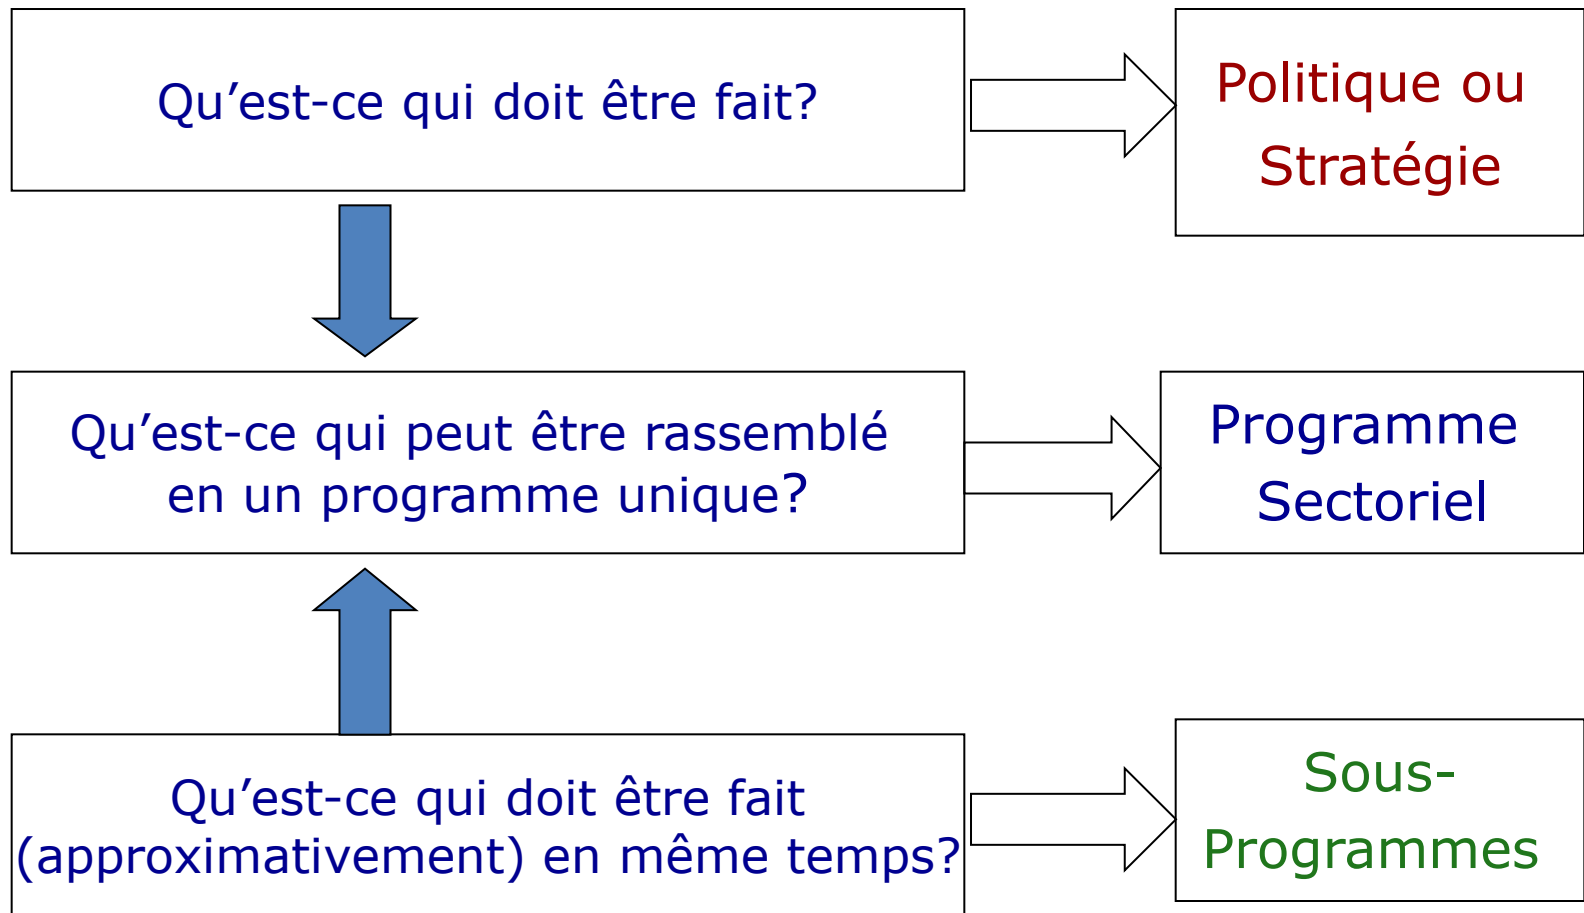 Qu’est-ce qui doit être fait?
Politique ou
Stratégie
Qu’est-ce qui peut être rassemblé
en un programme unique?
Programme
Sectoriel
Qu’est-ce qui doit être fait
(approximativement) en même temps?
Sous-
Programmes